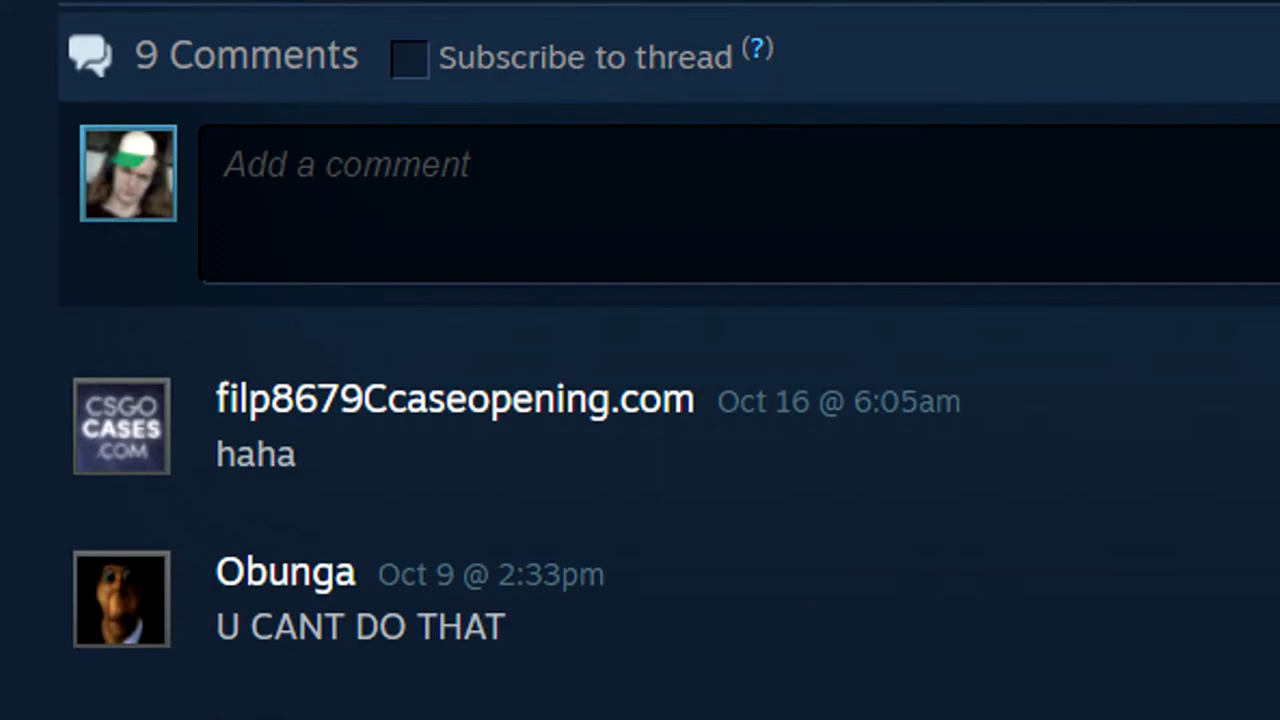 9 Comments Subscribe to thread (?)
Add a comment
filp8679Ccaseopening.com Oct 16 @ 6:05am
CSGO
CASES
.COM
haha
Obunga Oct 9 @ 2:33pm
U CANT DO THAT